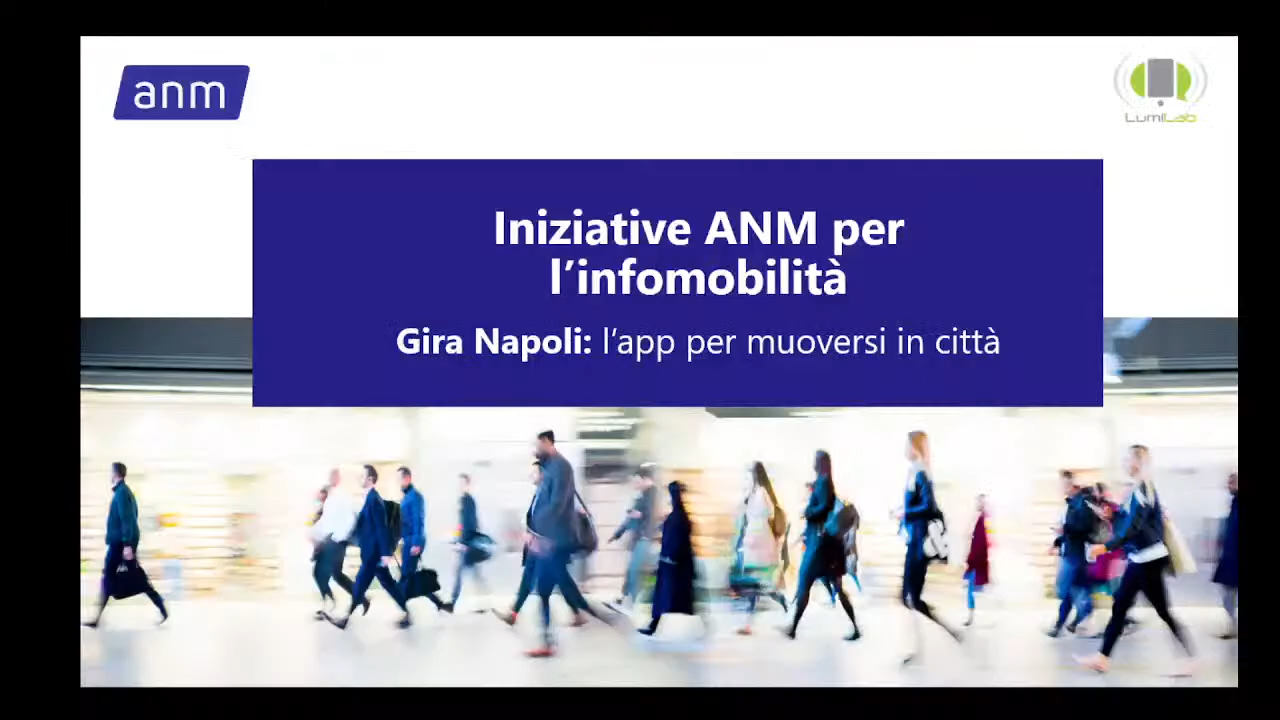 anm
LumiLab
Iniziative ANM per
l’infomobilità
Gira Napoli: l’app per muoversi in città